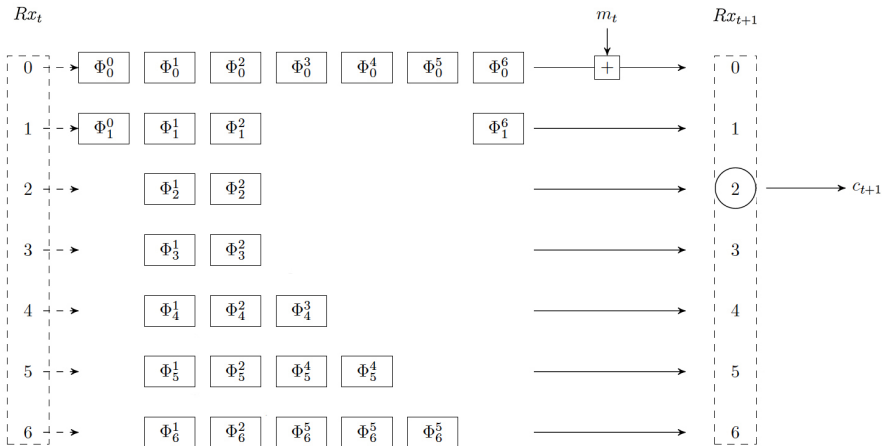 Rx_t m_t Rx_{t+1}
0 Φ_0^0 Φ_0^1 Φ_0^2 Φ_0^3 Φ_0^4 Φ_0^5 Φ_0^6 + 0
1 Φ_1^0 Φ_1^1 Φ_1^2 Φ_1^6 1
2 Φ_2^1 Φ_2^2 2 c_{t+1}
3 Φ_3^1 Φ_3^2 3
4 Φ_4^1 Φ_4^2 Φ_4^3 4
5 Φ_5^1 Φ_5^2 Φ_5^4 Φ_5^4 5
6 Φ_6^1 Φ_6^2 Φ_6^5 Φ_6^5 Φ_6^5 6